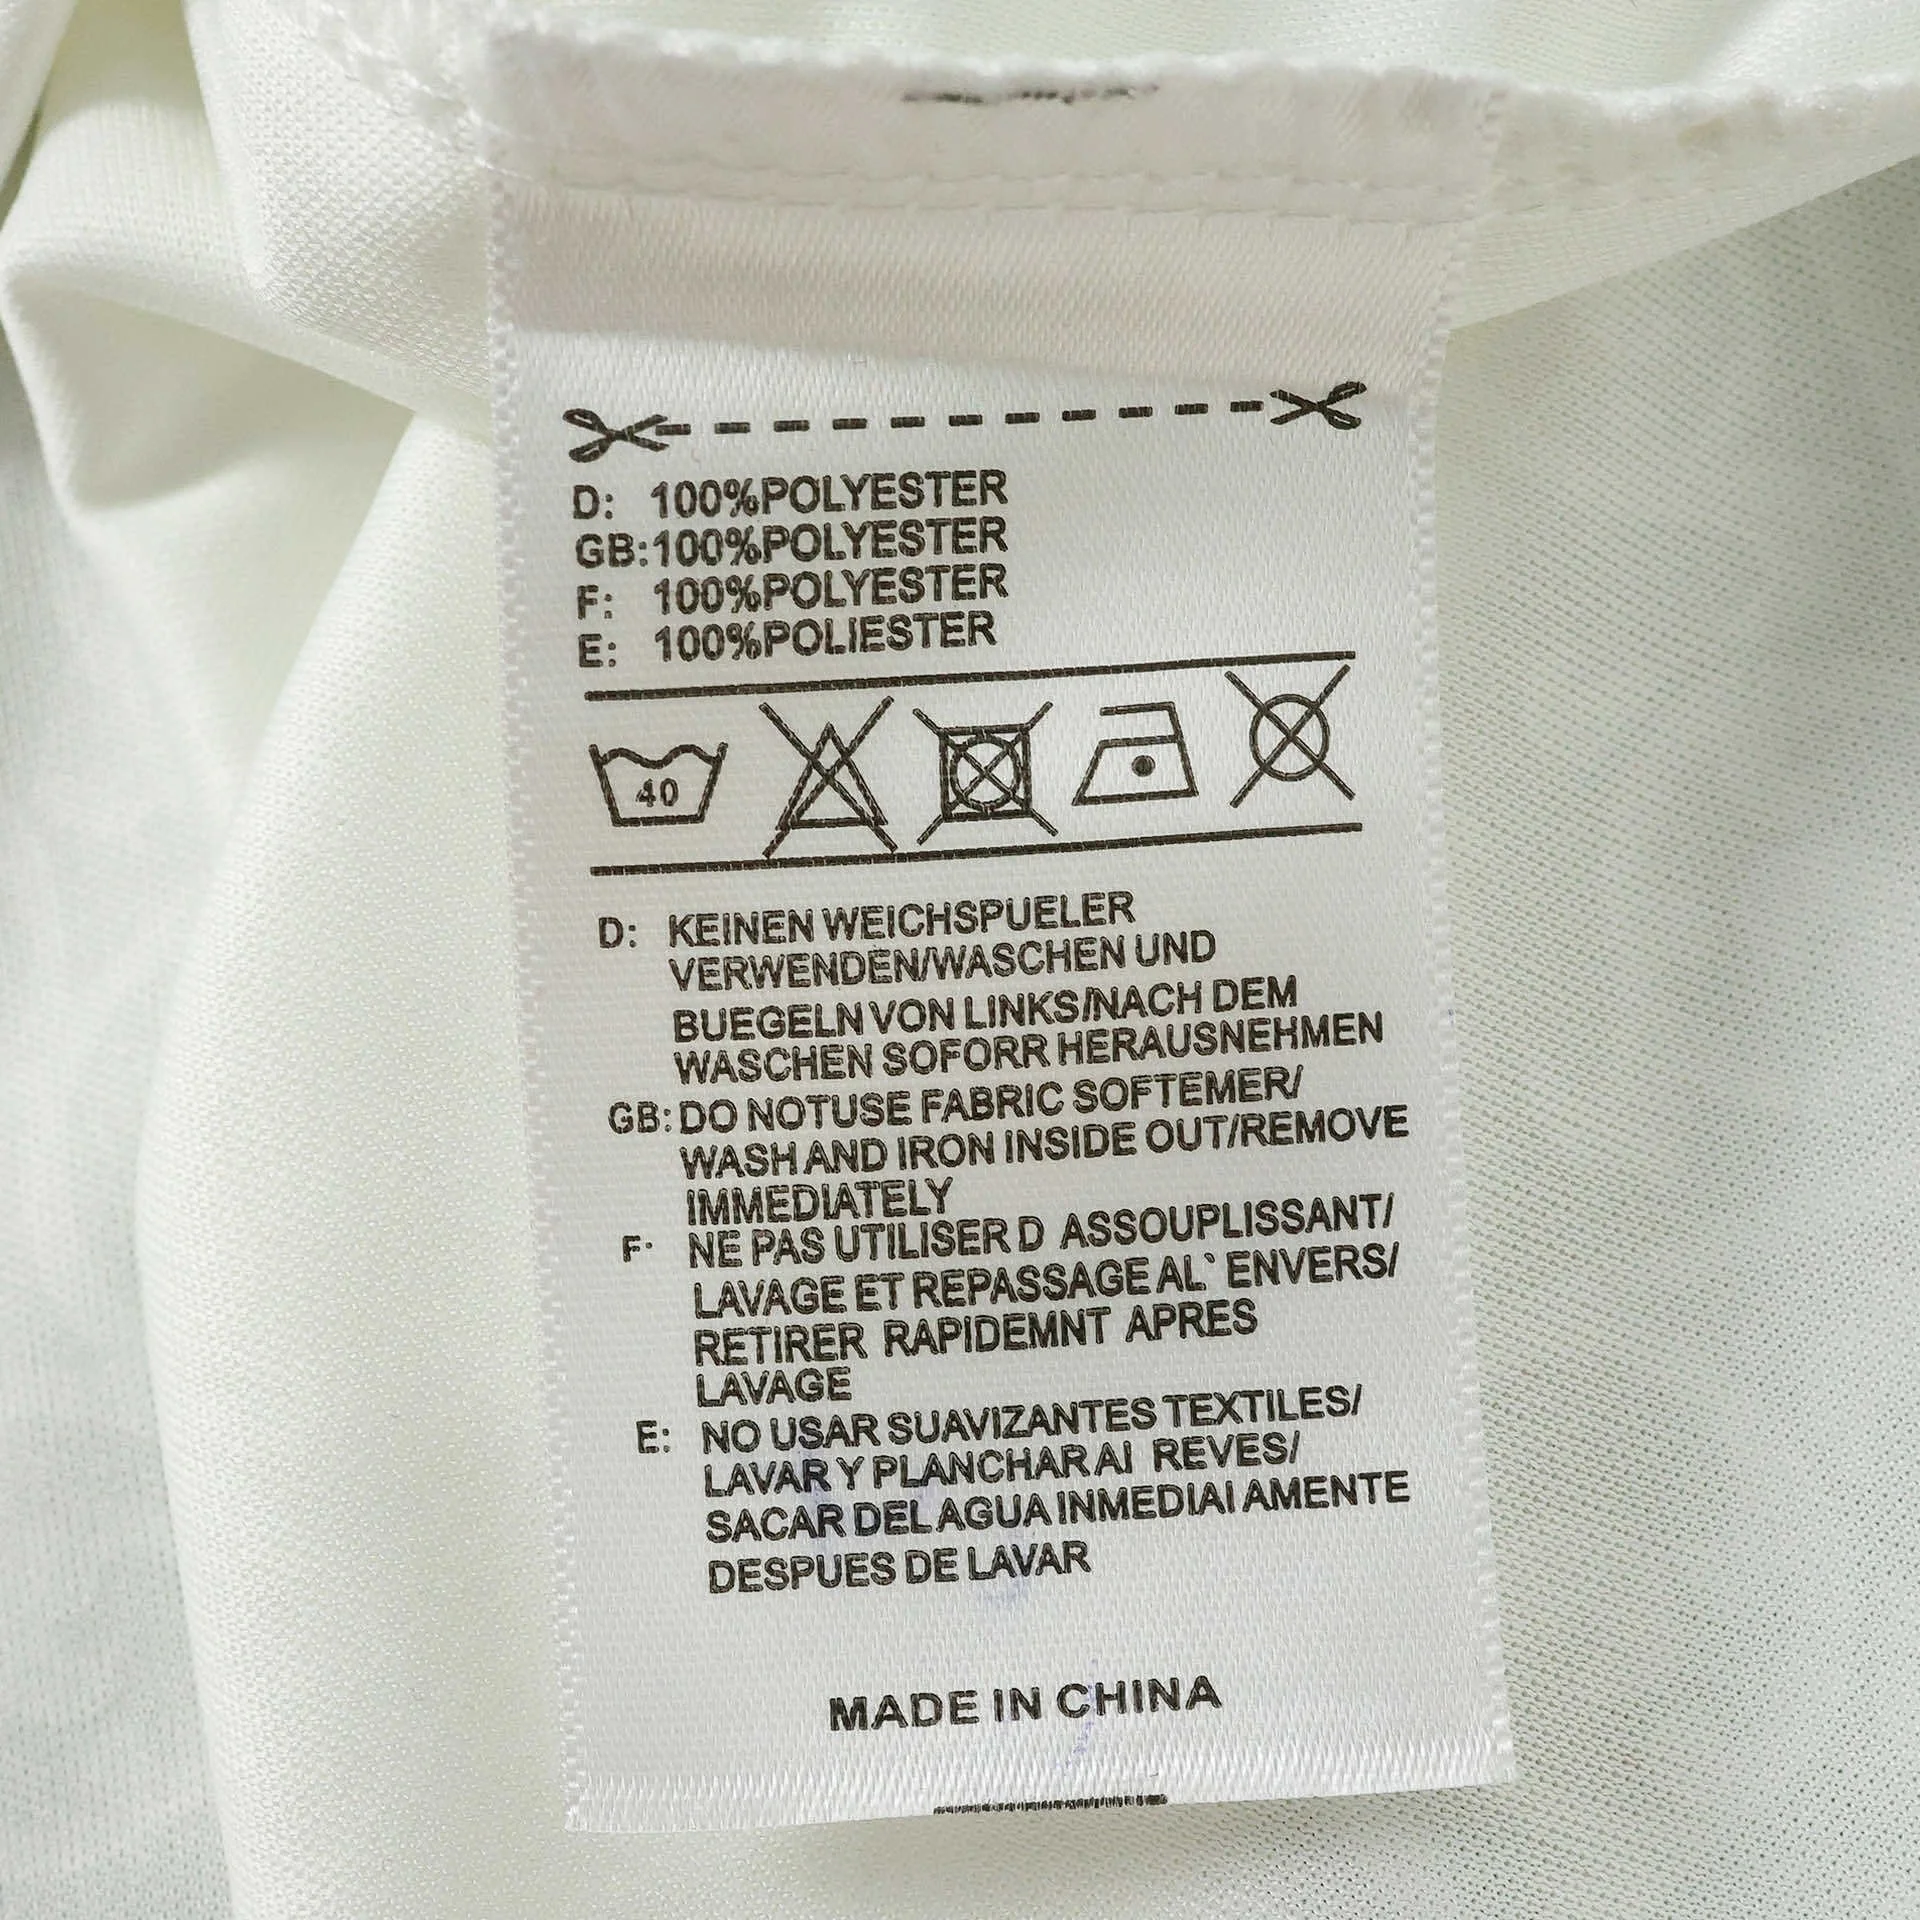 D: 100%POLYESTER
GB:100%POLYESTER
F: 100%POLYESTER
E: 100%POLIESTER
40
D: KEINEN WEICHSPUELER
VERWENDEN/WASCHEN UND
BUEGELN VON LINKS/NACH DEM
WASCHEN SOFORR HERAUSNEHMEN
GB: DO NOTUSE FABRIC SOFTEMER/
WASH AND IRON INSIDE OUT/REMOVE
IMMEDIATELY
F· NE PAS UTILISER D ASSOUPLISSANT/
LAVAGE ET REPASSAGE AL` ENVERS/
RETIRER RAPIDEMNT APRES
LAVAGE
E: NO USAR SUAVIZANTES TEXTILES/
LAVAR Y PLANCHAR AI REVES/
SACAR DEL AGUA INMEDIAI AMENTE
DESPUES DE LAVAR
MADE IN CHINA